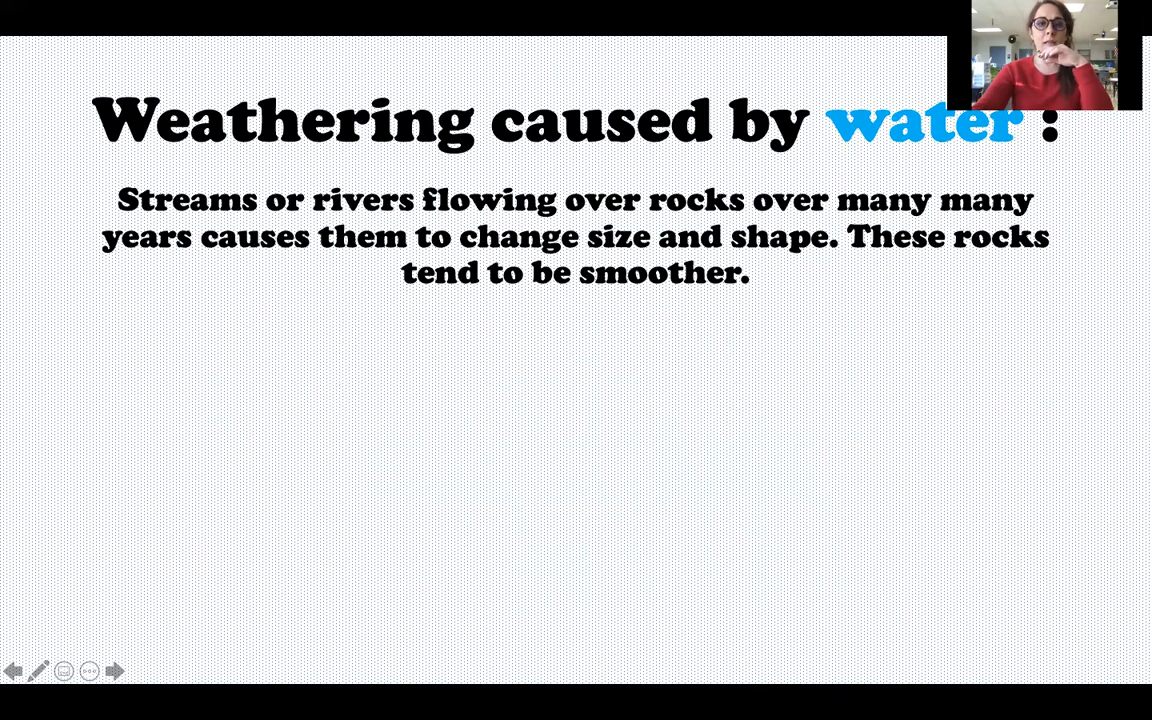 Weathering caused by water :
Streams or rivers flowing over rocks over many many
years causes them to change size and shape. These rocks
tend to be smoother.